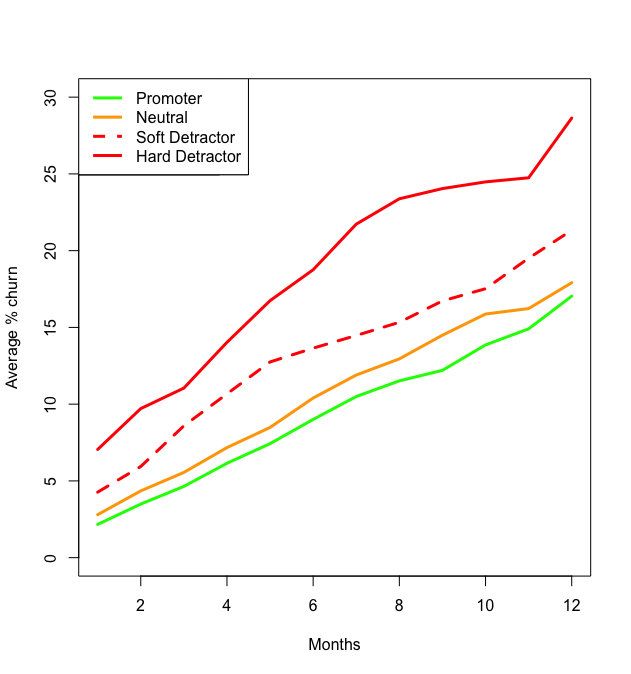 Promoter
Neutral
Soft Detractor
Hard Detractor
30
25
20
15
10
5
0
Average % churn
2 4 6 8 10 12
Months